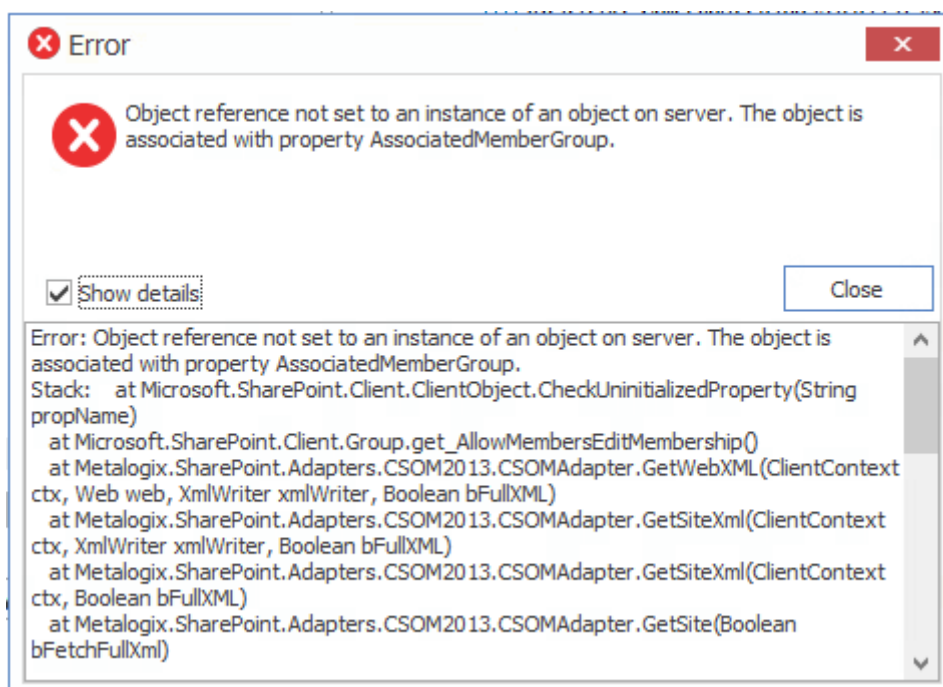 Error
Object reference not set to an instance of an object on server. The object is
associated with property AssociatedMemberGroup.
Show details
Close
Error: Object reference not set to an instance of an object on server. The object is
associated with property AssociatedMemberGroup.
Stack:    at Microsoft.SharePoint.Client.ClientObject.CheckUninitializedProperty(String
propName)
   at Microsoft.SharePoint.Client.Group.get_AllowMembersEditMembership()
   at Metalogix.SharePoint.Adapters.CSOM2013.CSOMAdapter.GetWebXML(ClientContext
ctx, Web web, XmlWriter xmlWriter, Boolean bFullXML)
   at Metalogix.SharePoint.Adapters.CSOM2013.CSOMAdapter.GetSiteXml(ClientContext
ctx, XmlWriter xmlWriter, Boolean bFullXML)
   at Metalogix.SharePoint.Adapters.CSOM2013.CSOMAdapter.GetSiteXml(ClientContext
ctx, Boolean bFullXML)
   at Metalogix.SharePoint.Adapters.CSOM2013.CSOMAdapter.GetSite(Boolean
bFetchFullXml)